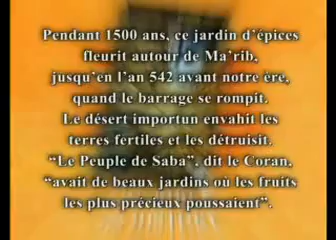 Pendant 1500 ans, ce jardin d'épices
fleurit autour de Ma'rib,
jusqu'en l'an 542 avant notre ère,
quand le barrage se rompit.
Le désert importun envahit les
terres fertiles et les détruisit.
“Le Peuple de Saba”, dit le Coran,
“avait de beaux jardins où les fruits
les plus précieux poussaient”.